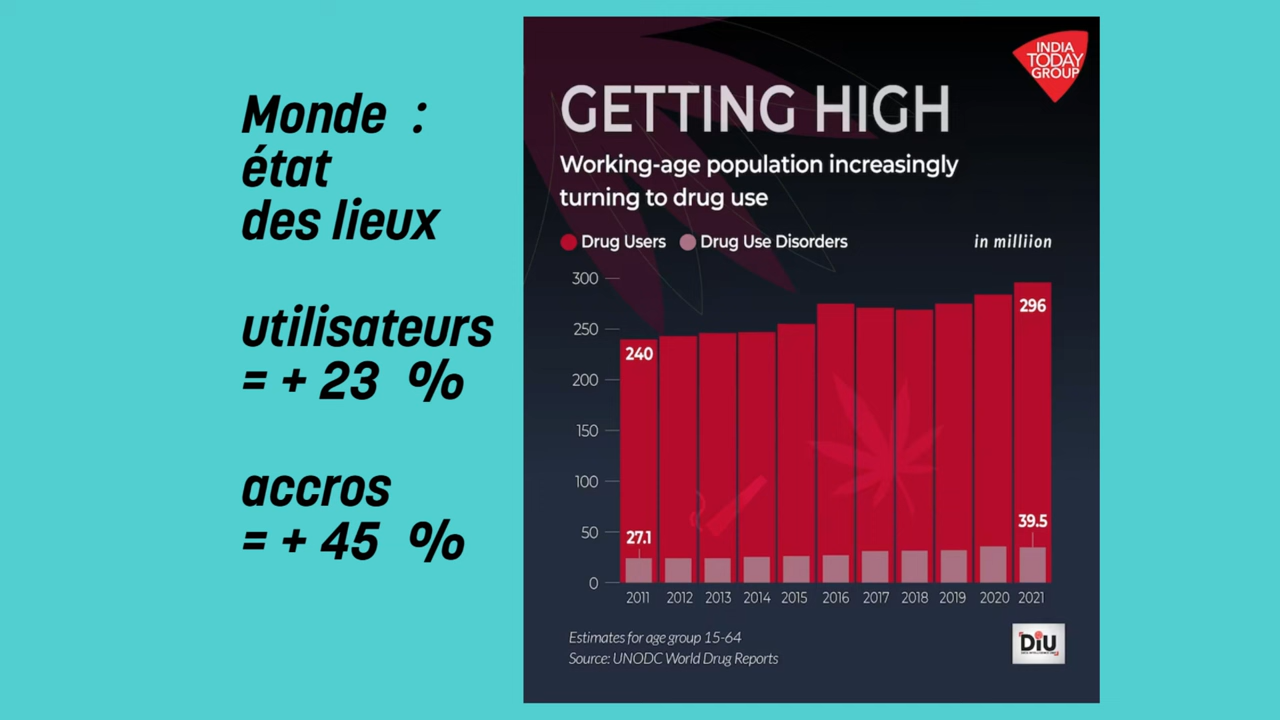 Monde :
état
des lieux
utilisateurs
= + 23 %
accros
= + 45 %
INDIA
TODAY
GROUP
GETTING HIGH
Working-age population increasingly
turning to drug use
Drug Users Drug Use Disorders in milliion
300
250
200
150
100
50
0
240
296
27.1
39.5
2011 2012 2013 2014 2015 2016 2017 2018 2019 2020 2021
Estimates for age group 15-64
Source: UNODC World Drug Reports
DiU